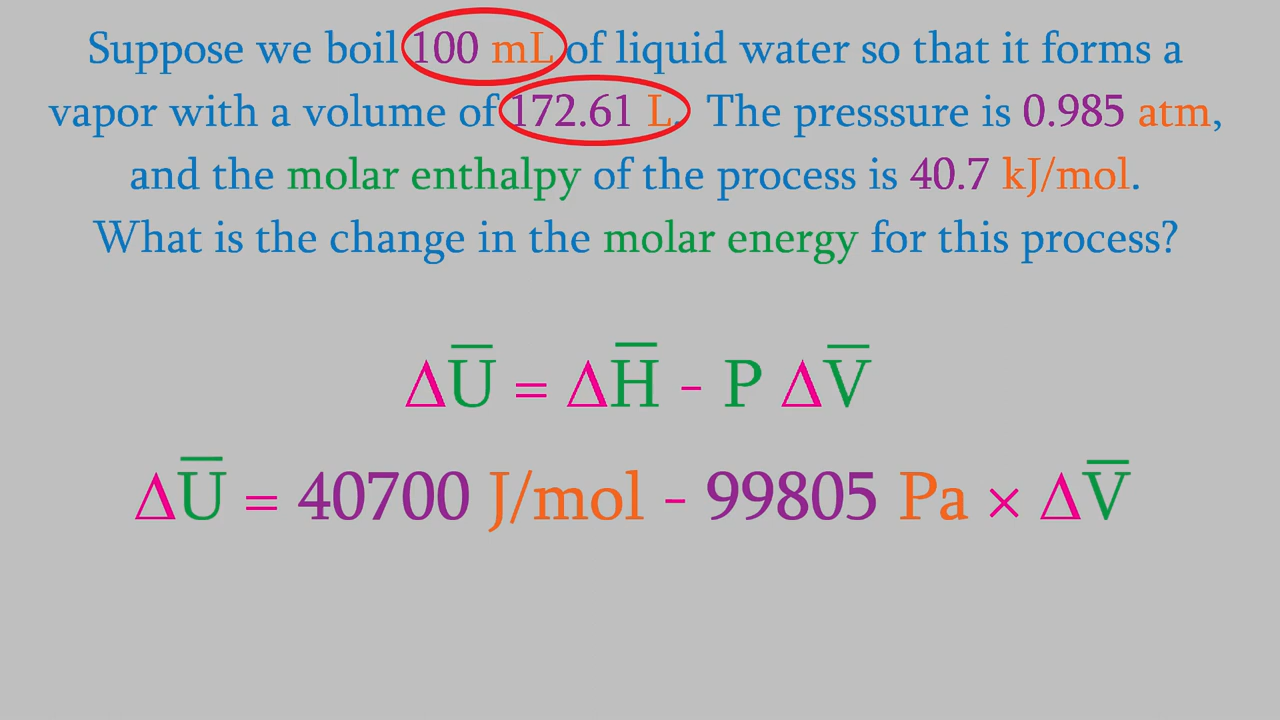 Suppose we boil 100 mL of liquid water so that it forms a
vapor with a volume of 172.61 L. The presssure is 0.985 atm,
and the molar enthalpy of the process is 40.7 kJ/mol.
What is the change in the molar energy for this process?
ΔU̅ = ΔH̅ - P ΔV̅
ΔU̅ = 40700 J/mol - 99805 Pa × ΔV̅